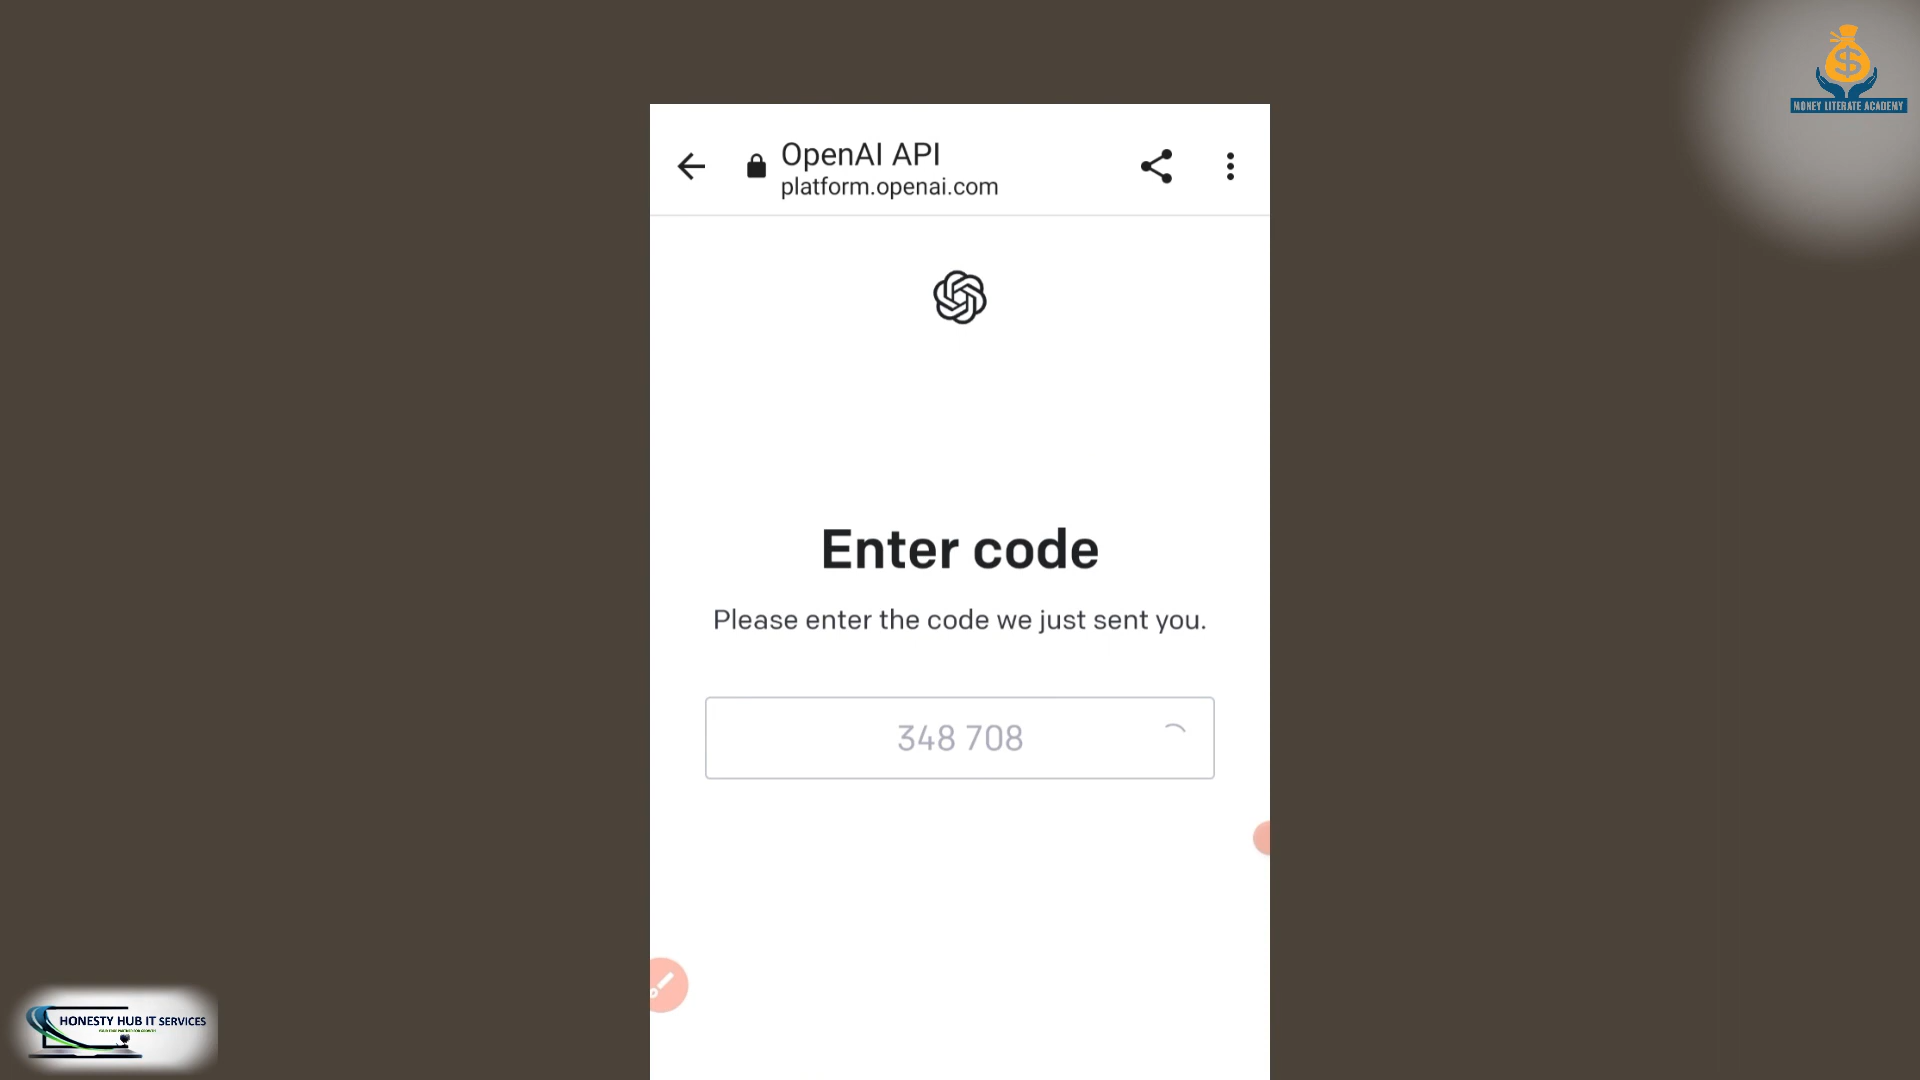 MONEY LITERATE ACADEMY
OpenAI API
platform.openai.com
Enter code
Please enter the code we just sent you.
348 708
HONESTY HUB IT SERVICES